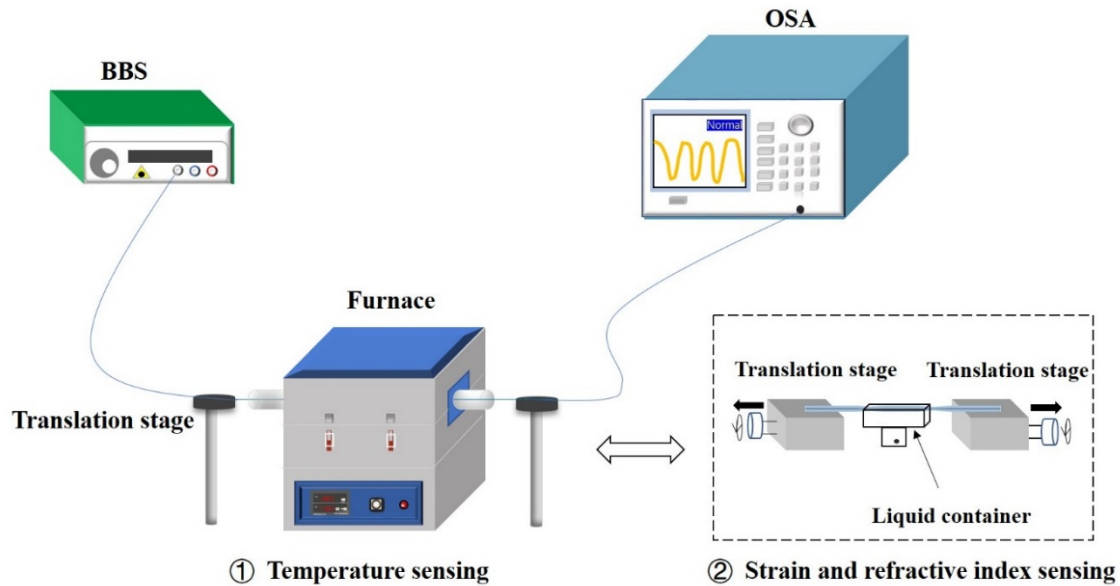 OSA
BBS
Normal
Furnace
Translation stage
Translation stage
Translation stage
Liquid container
① Temperature sensing
② Strain and refractive index sensing